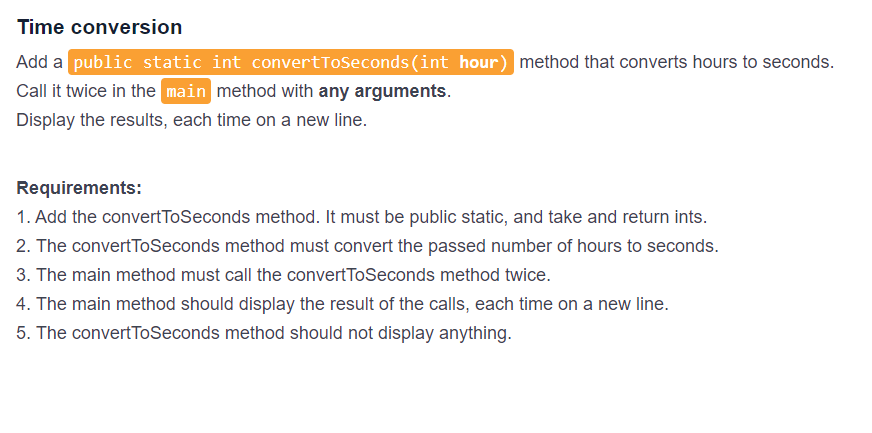 Time conversion
Add a public static int convertToSeconds(int hour) method that converts hours to seconds.
Call it twice in the main method with any arguments.
Display the results, each time on a new line.
Requirements:
1. Add the convertToSeconds method. It must be public static, and take and return ints.
2. The convertToSeconds method must convert the passed number of hours to seconds.
3. The main method must call the convertToSeconds method twice.
4. The main method should display the result of the calls, each time on a new line.
5. The convertToSeconds method should not display anything.